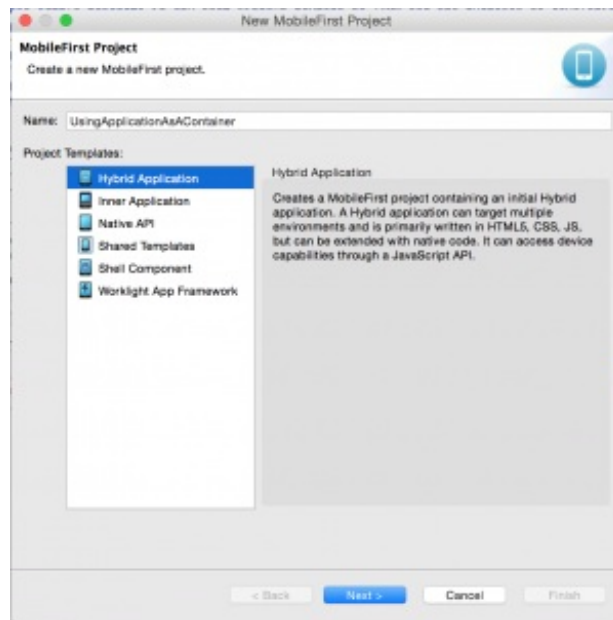 New MobileFirst Project
MobileFirst Project
Create a new MobileFirst project.
Name: UsingApplicationAsAContainer
Project Templates:
Hybrid Application
Inner Application
Native API
Shared Templates
Shell Component
Worklight App Framework
Hybrid Application
Creates a MobileFirst project containing an initial Hybrid
application. A Hybrid application can target multiple
environments and is primarily written in HTML5, CSS, JS,
but can be extended with native code. It can access device
capabilities through a JavaScript API.
< Back Next > Cancel Finish